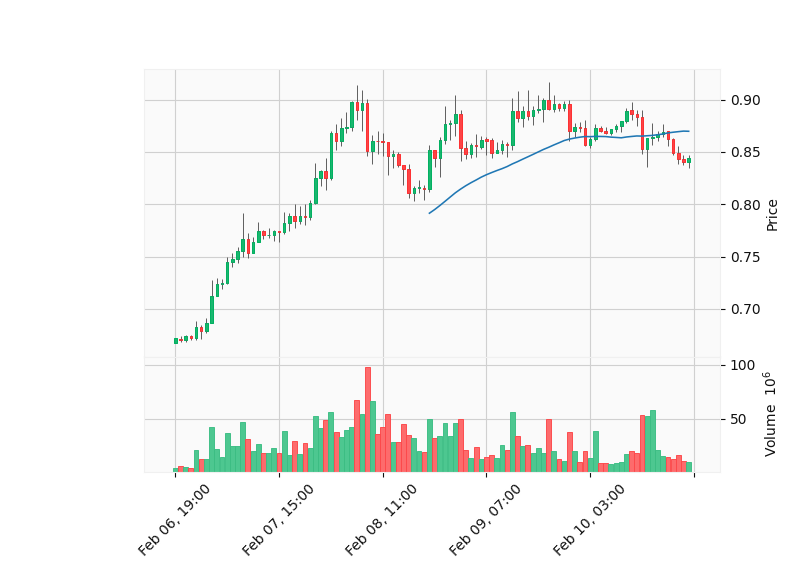 0.90
0.85
0.80
0.75
0.70
Price
100
50
Volume 10^6
Feb 06, 19:00
Feb 07, 15:00
Feb 08, 11:00
Feb 09, 07:00
Feb 10, 03:00